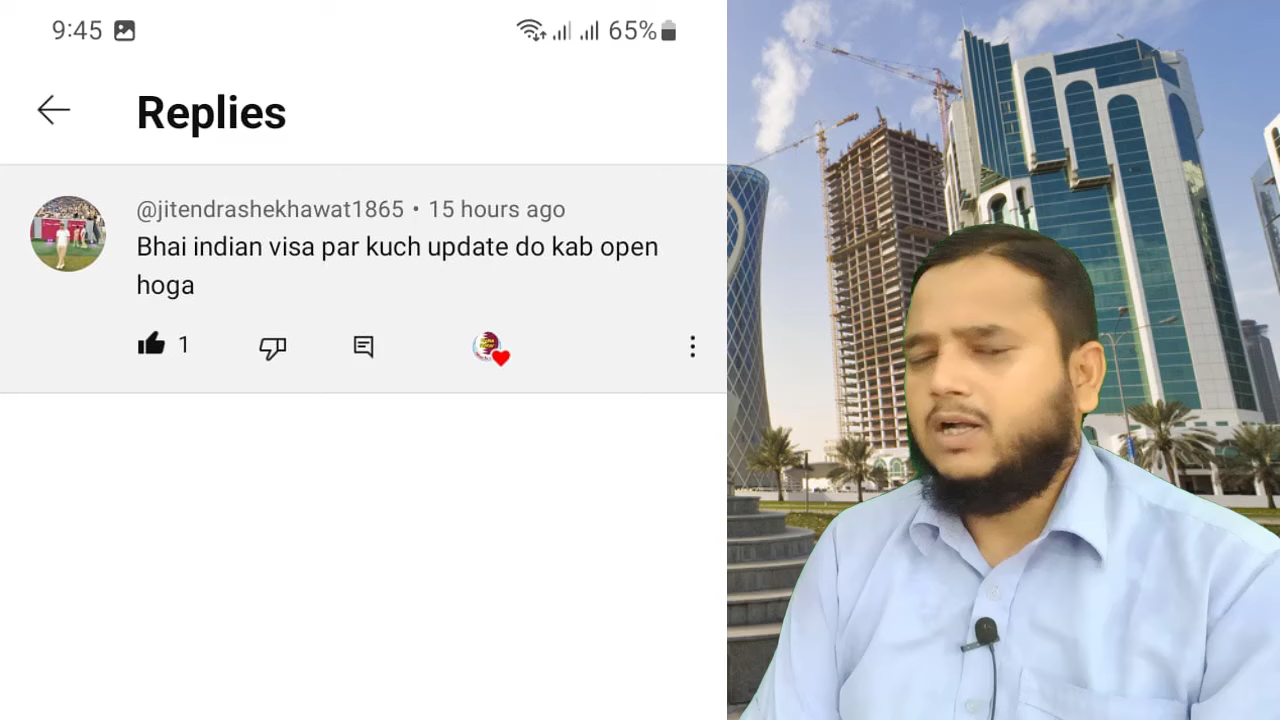 9:45 65%
Replies
@jitendrashekhawat1865 • 15 hours ago
Bhai indian visa par kuch update do kab open
hoga
1